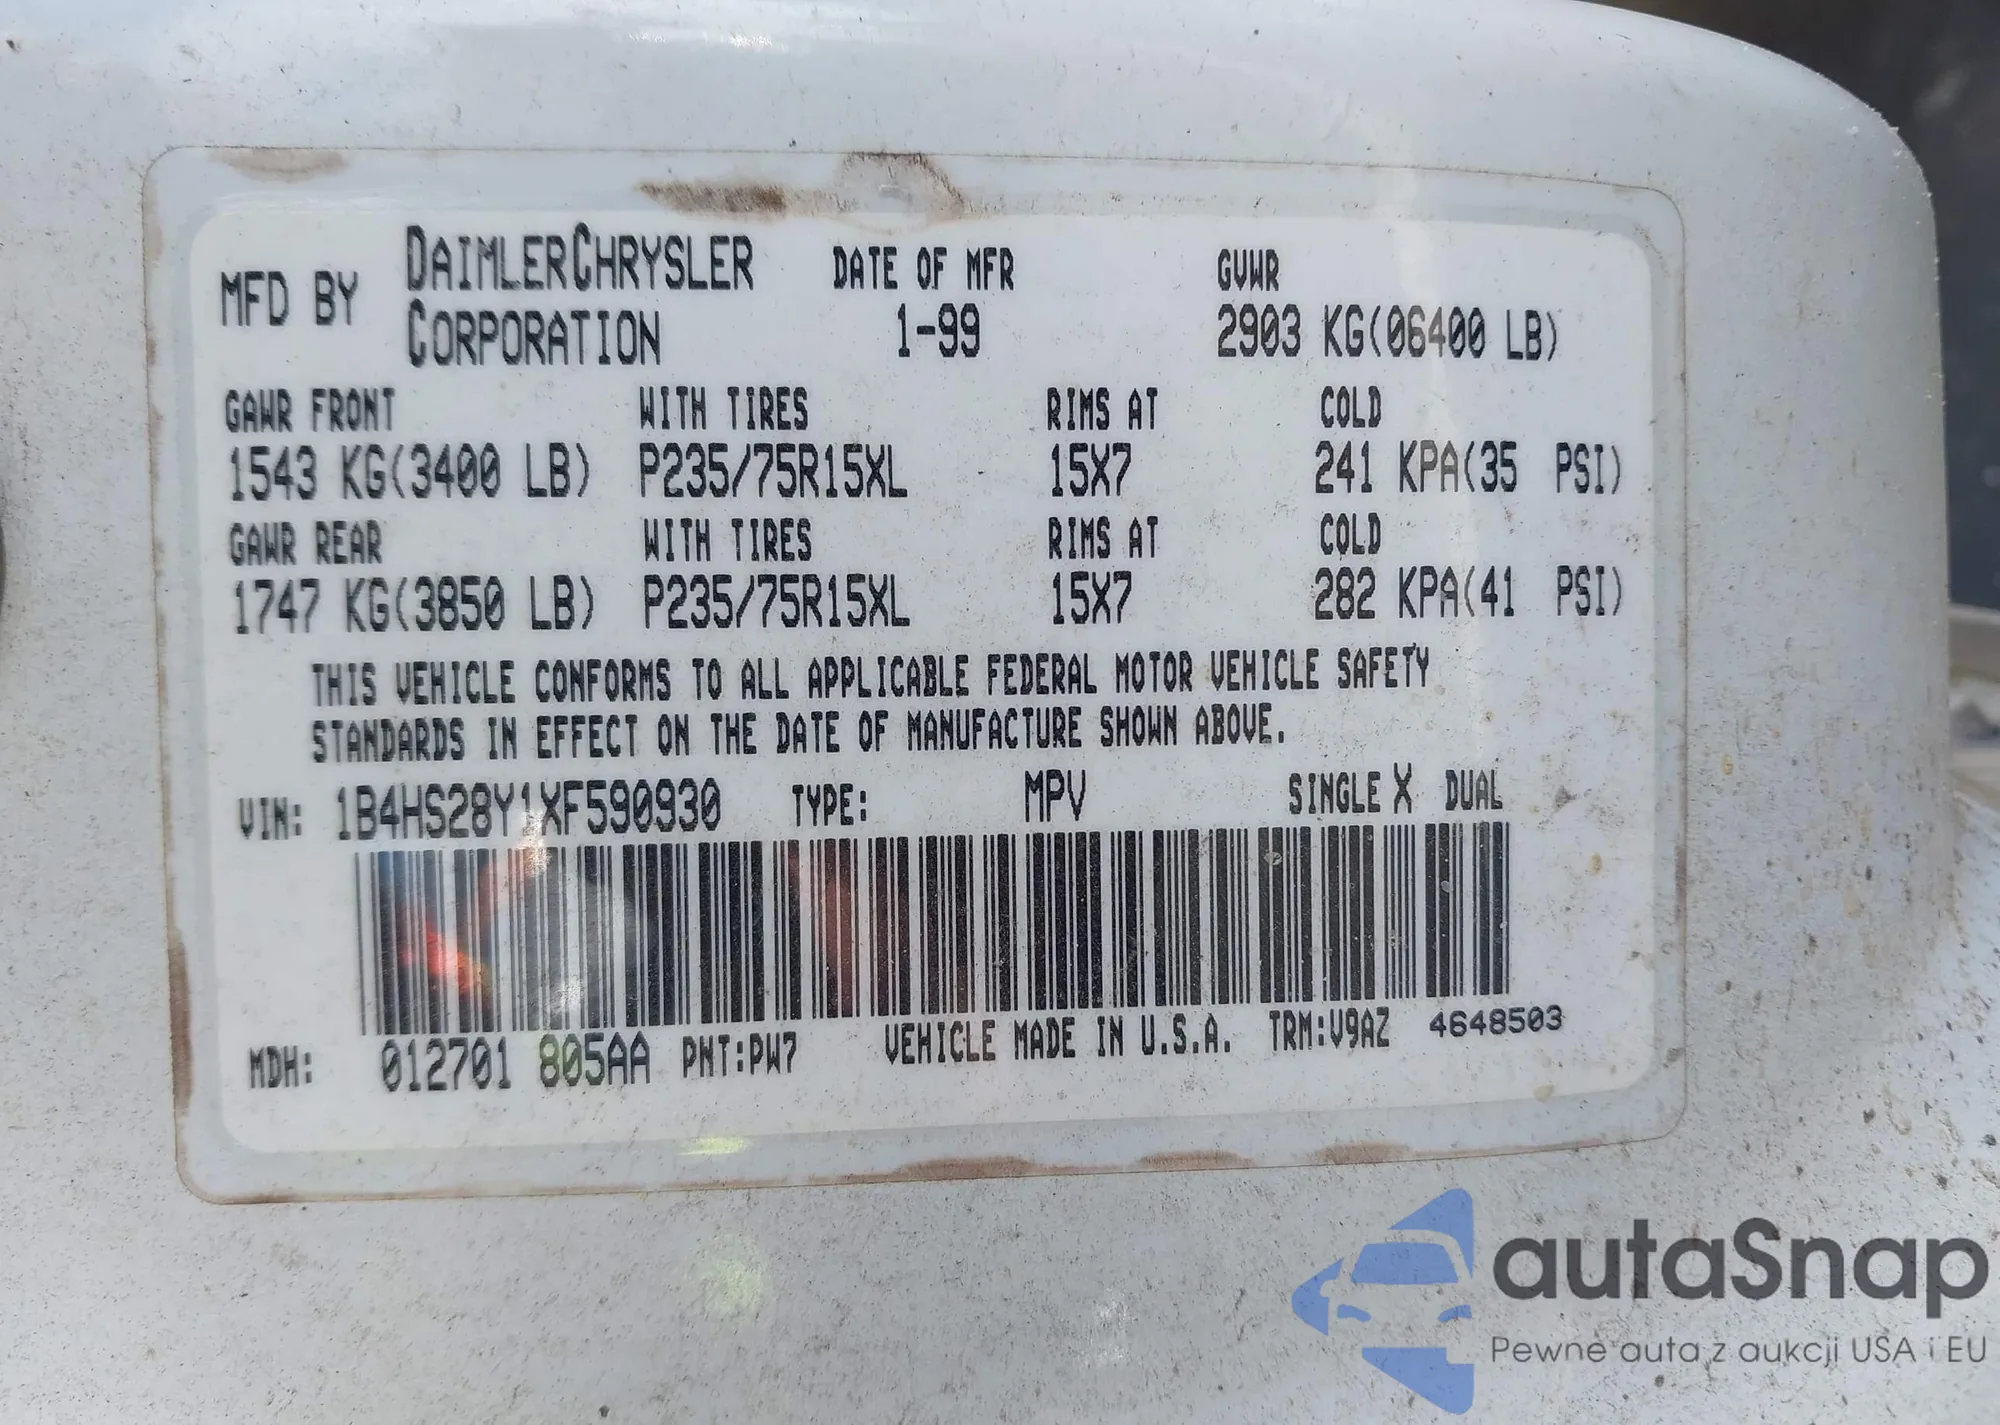 MFD BY DAIMLERCHRYSLER CORPORATION DATE OF MFR 1-99 GVWR 2903 KG(06400 LB)
GAWR FRONT WITH TIRES RIMS AT COLD
1543 KG(3400 LB) P235/75R15XL 15X7 241 KPA(35 PSI)
GAWR REAR WITH TIRES RIMS AT COLD
1747 KG(3850 LB) P235/75R15XL 15X7 282 KPA(41 PSI)
THIS VEHICLE CONFORMS TO ALL APPLICABLE FEDERAL MOTOR VEHICLE SAFETY
STANDARDS IN EFFECT ON THE DATE OF MANUFACTURE SHOWN ABOVE.
VIN: 1B4HS28Y1XF590930 TYPE: MPV SINGLE X DUAL
MDH: 012701 805AA PNT:PW7 VEHICLE MADE IN U.S.A. TRM:V9AZ 4648503
autaSnap
Pewne auta z aukcji USA i EU